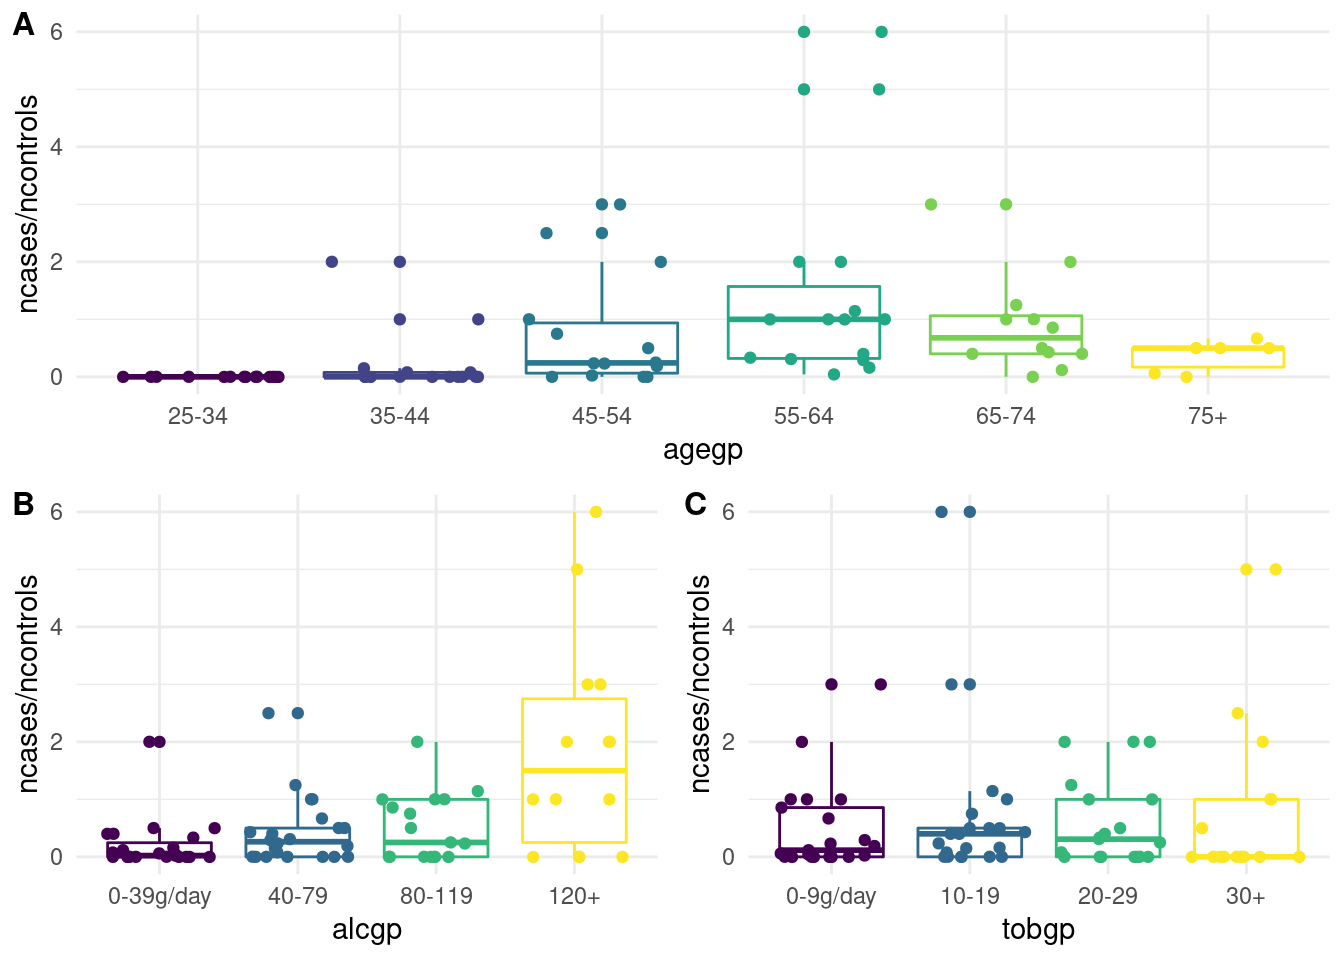 A
ncases/ncontrols
6
4
2
0
25-34 35-44 45-54 55-64 65-74 75+
agegp
B
ncases/ncontrols
6
4
2
0
0-39g/day 40-79 80-119 120+
alcgp
C
ncases/ncontrols
6
4
2
0
0-9g/day 10-19 20-29 30+
tobgp